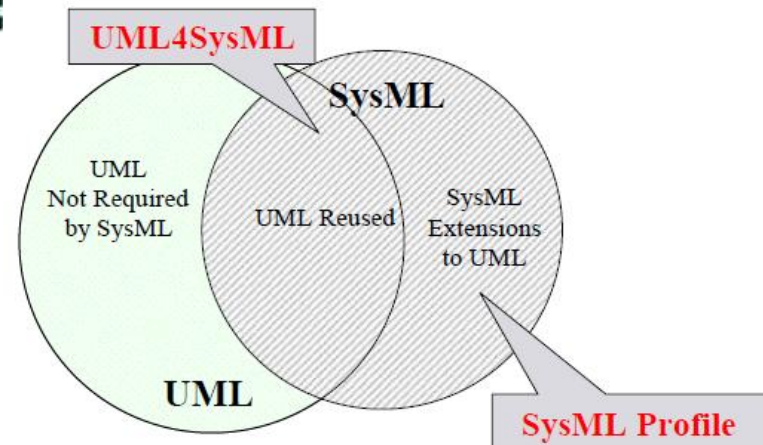 UML4SysML
SysML
UML
Not Required
by SysML
UML Reused
SysML
Extensions
to UML
UML
SysML Profile